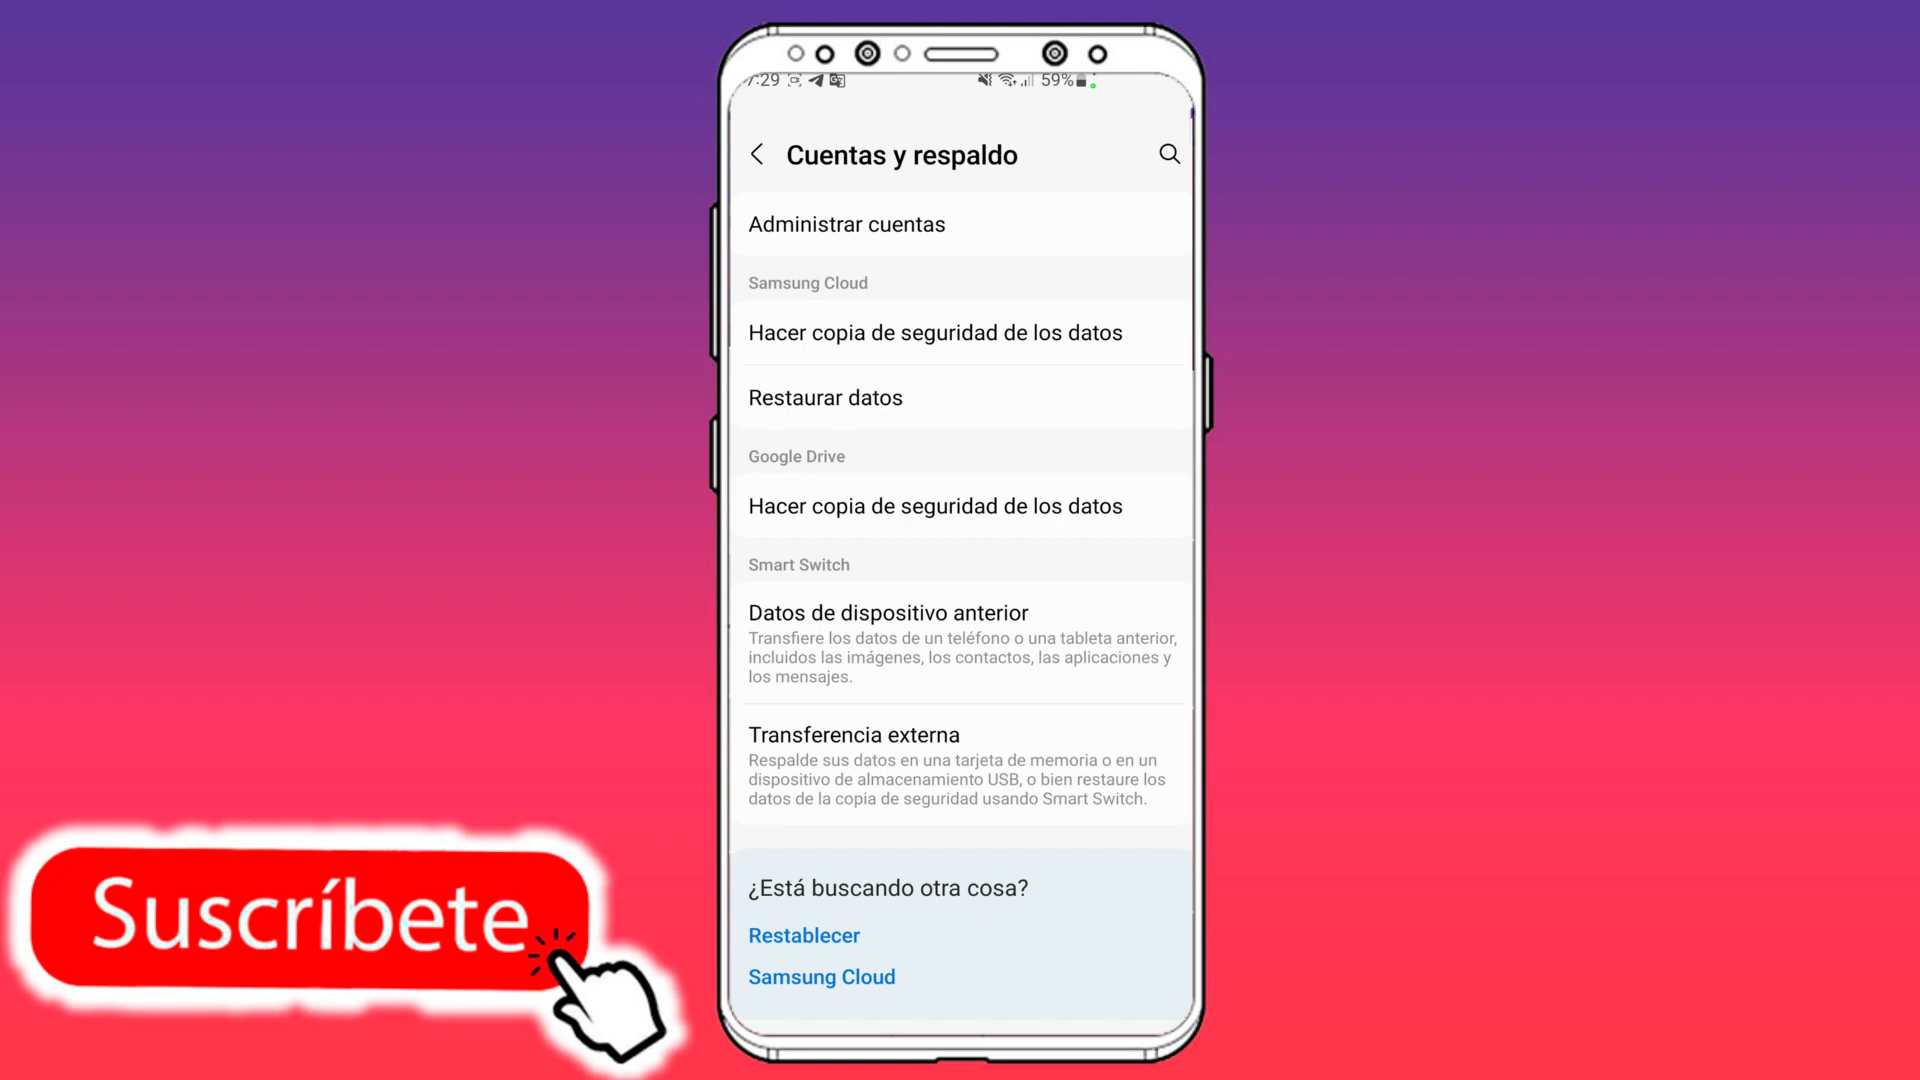 7:29 59%
Cuentas y respaldo
Administrar cuentas
Samsung Cloud
Hacer copia de seguridad de los datos
Restaurar datos
Google Drive
Hacer copia de seguridad de los datos
Smart Switch
Datos de dispositivo anterior
Transfiere los datos de un teléfono o una tableta anterior,
incluidos las imágenes, los contactos, las aplicaciones y
los mensajes.
Transferencia externa
Respalde sus datos en una tarjeta de memoria o en un
dispositivo de almacenamiento USB, o bien restaure los
datos de la copia de seguridad usando Smart Switch.
¿Está buscando otra cosa?
Restablecer
Samsung Cloud
Suscríbete